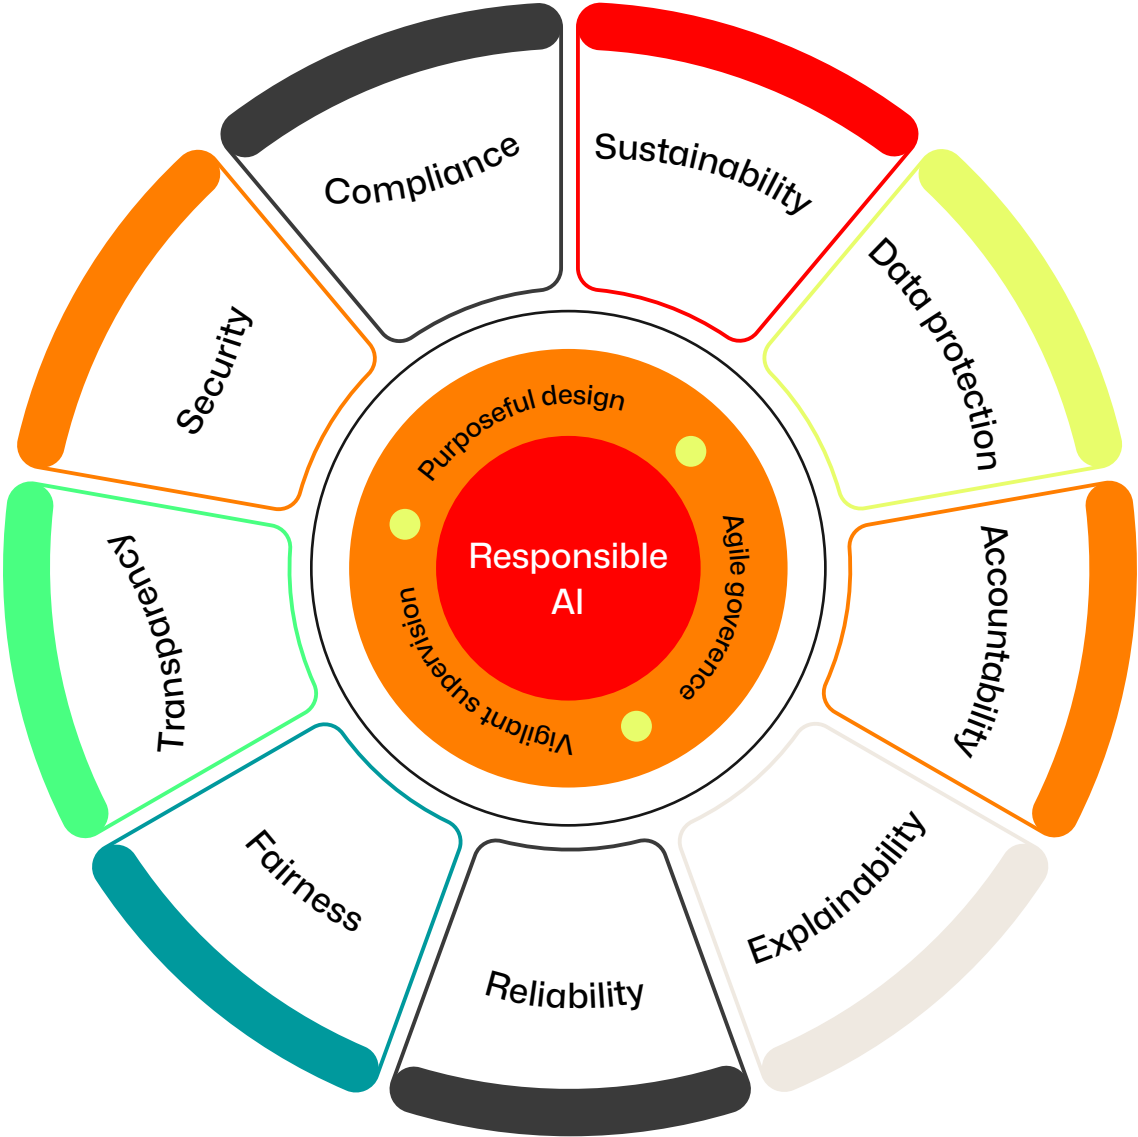 Compliance
Sustainability
Data protection
Accountability
Explainability
Reliability
Fairness
Transparency
Security
Purposeful design
Agile goverence
Vigilant supervision
Responsible
AI